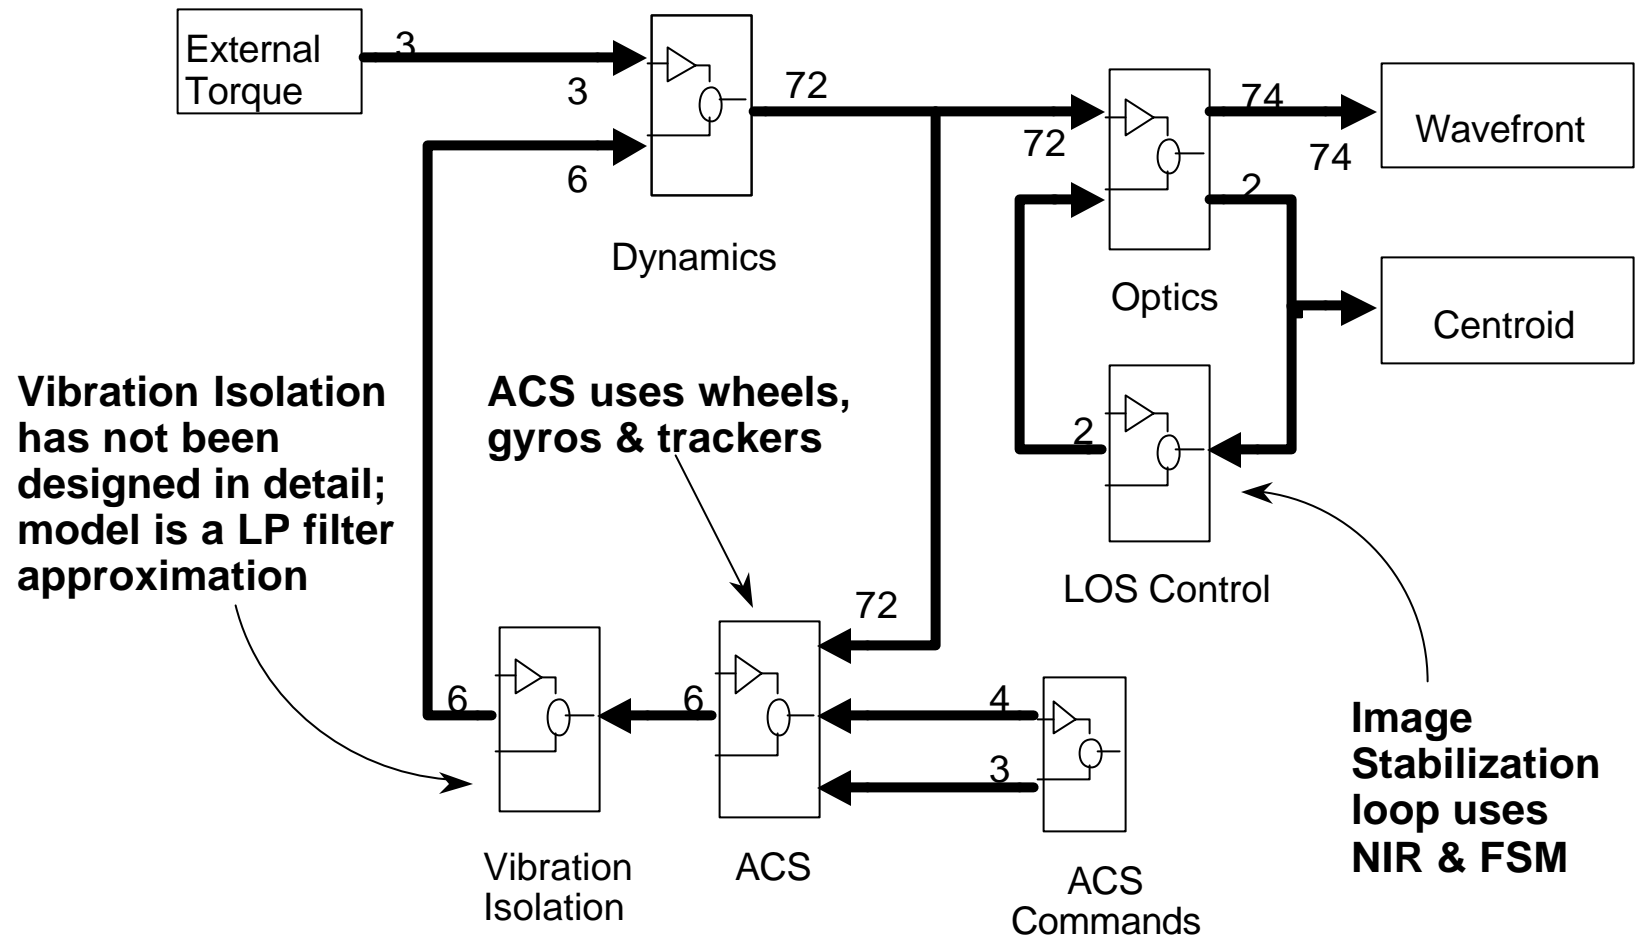 External
Torque
3
3
6
Dynamics
72
72
74
74
2
Wavefront
Optics
Centroid
2
LOS Control
Vibration Isolation
has not been
designed in detail;
model is a LP filter
approximation
ACS uses wheels,
gyros & trackers
72
6
6
4
3
Image
Stabilization
loop uses
NIR & FSM
Vibration
Isolation
ACS
ACS
Commands